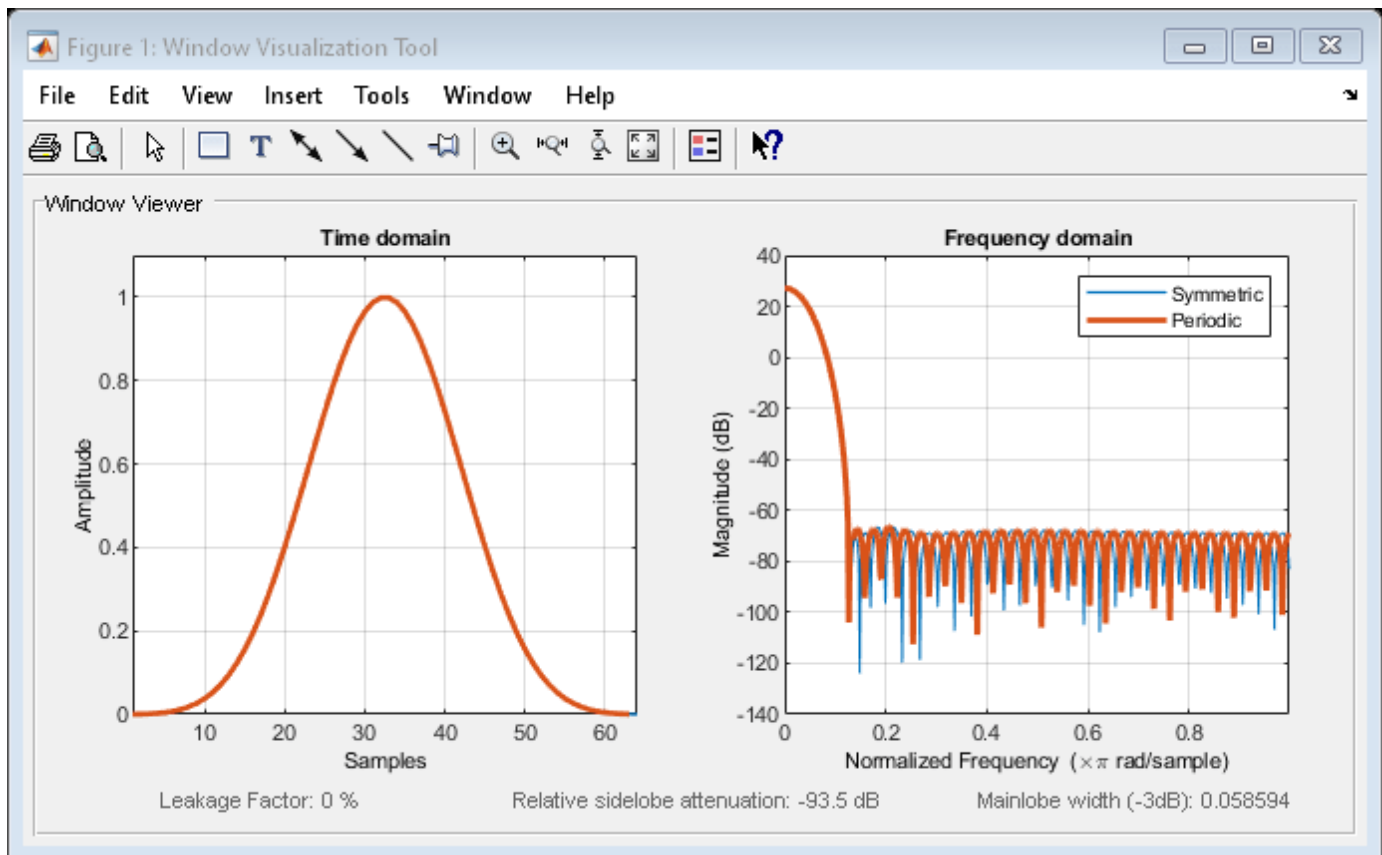 Figure 1: Window Visualization Tool
File Edit View Insert Tools Window Help
T
?
Window Viewer
Time domain
1
0.8
0.6
0.4
0.2
0
Amplitude
10 20 30 40 50 60
Samples
Frequency domain
40
20
0
-20
-40
-60
-80
-100
-120
-140
Magnitude (dB)
Symmetric
Periodic
0 0.2 0.4 0.6 0.8
Normalized Frequency (×π rad/sample)
Leakage Factor: 0 % Relative sidelobe attenuation: -93.5 dB Mainlobe width (-3dB): 0.058594